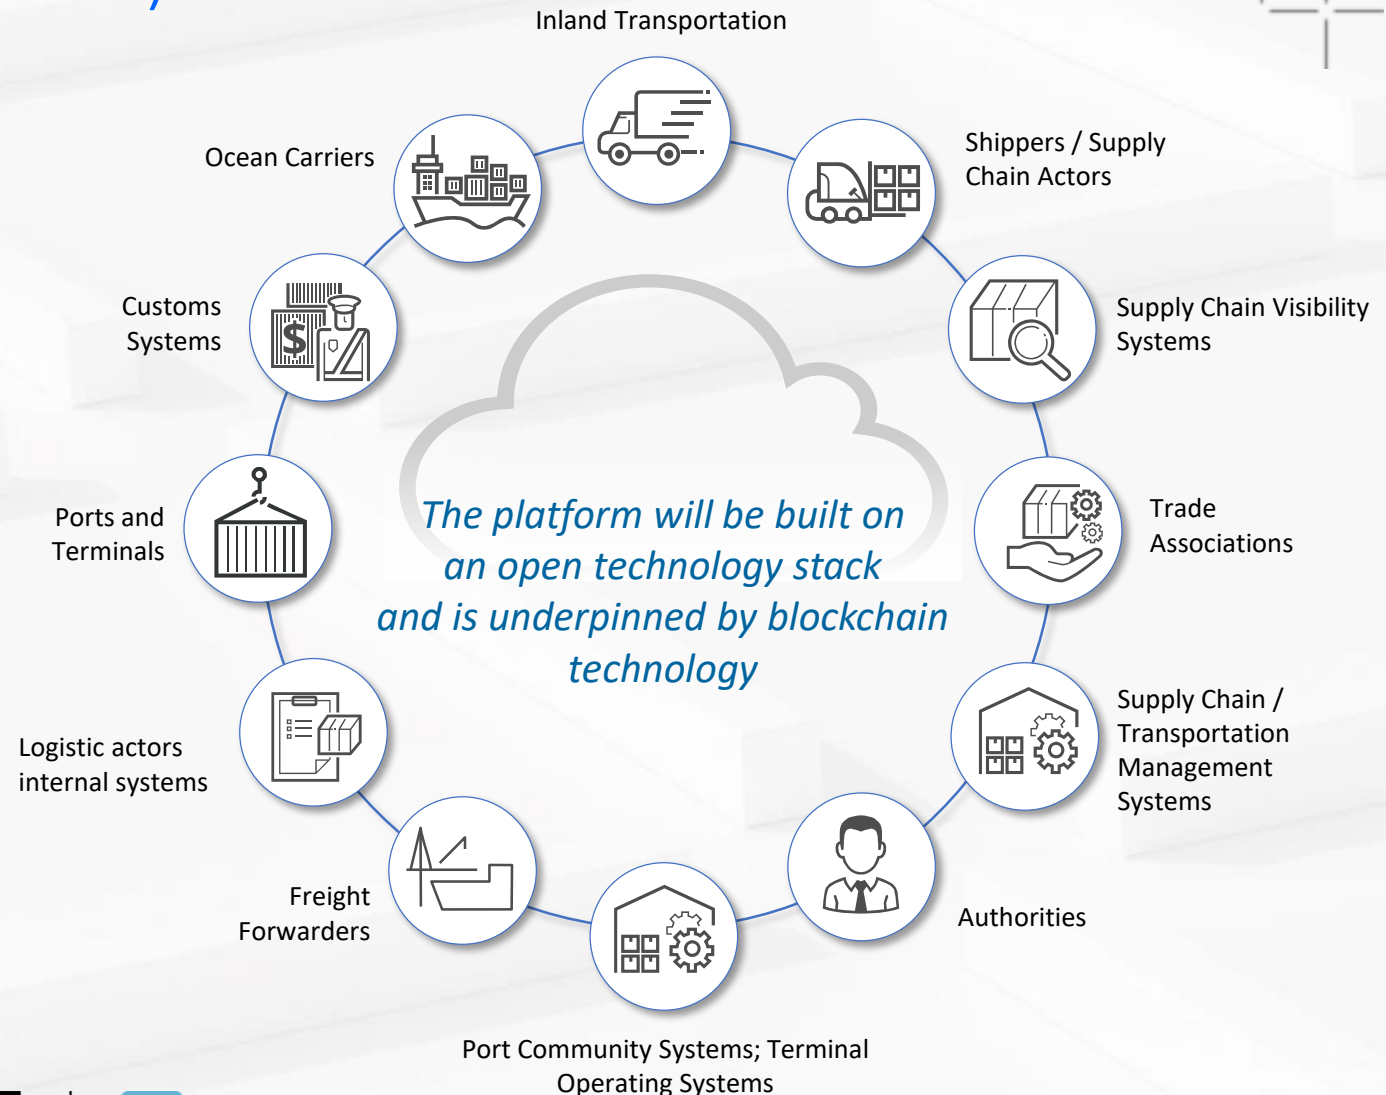 Inland Transportation
Ocean Carriers
Shippers / Supply
Chain Actors
Customs
Systems
$
Supply Chain Visibility
Systems
Ports and
Terminals
The platform will be built on
an open technology stack
and is underpinned by blockchain
technology
Trade
Associations
Logistic actors
internal systems
Supply Chain /
Transportation
Management
Systems
Freight
Forwarders
Authorities
Port Community Systems; Terminal
Operating Systems